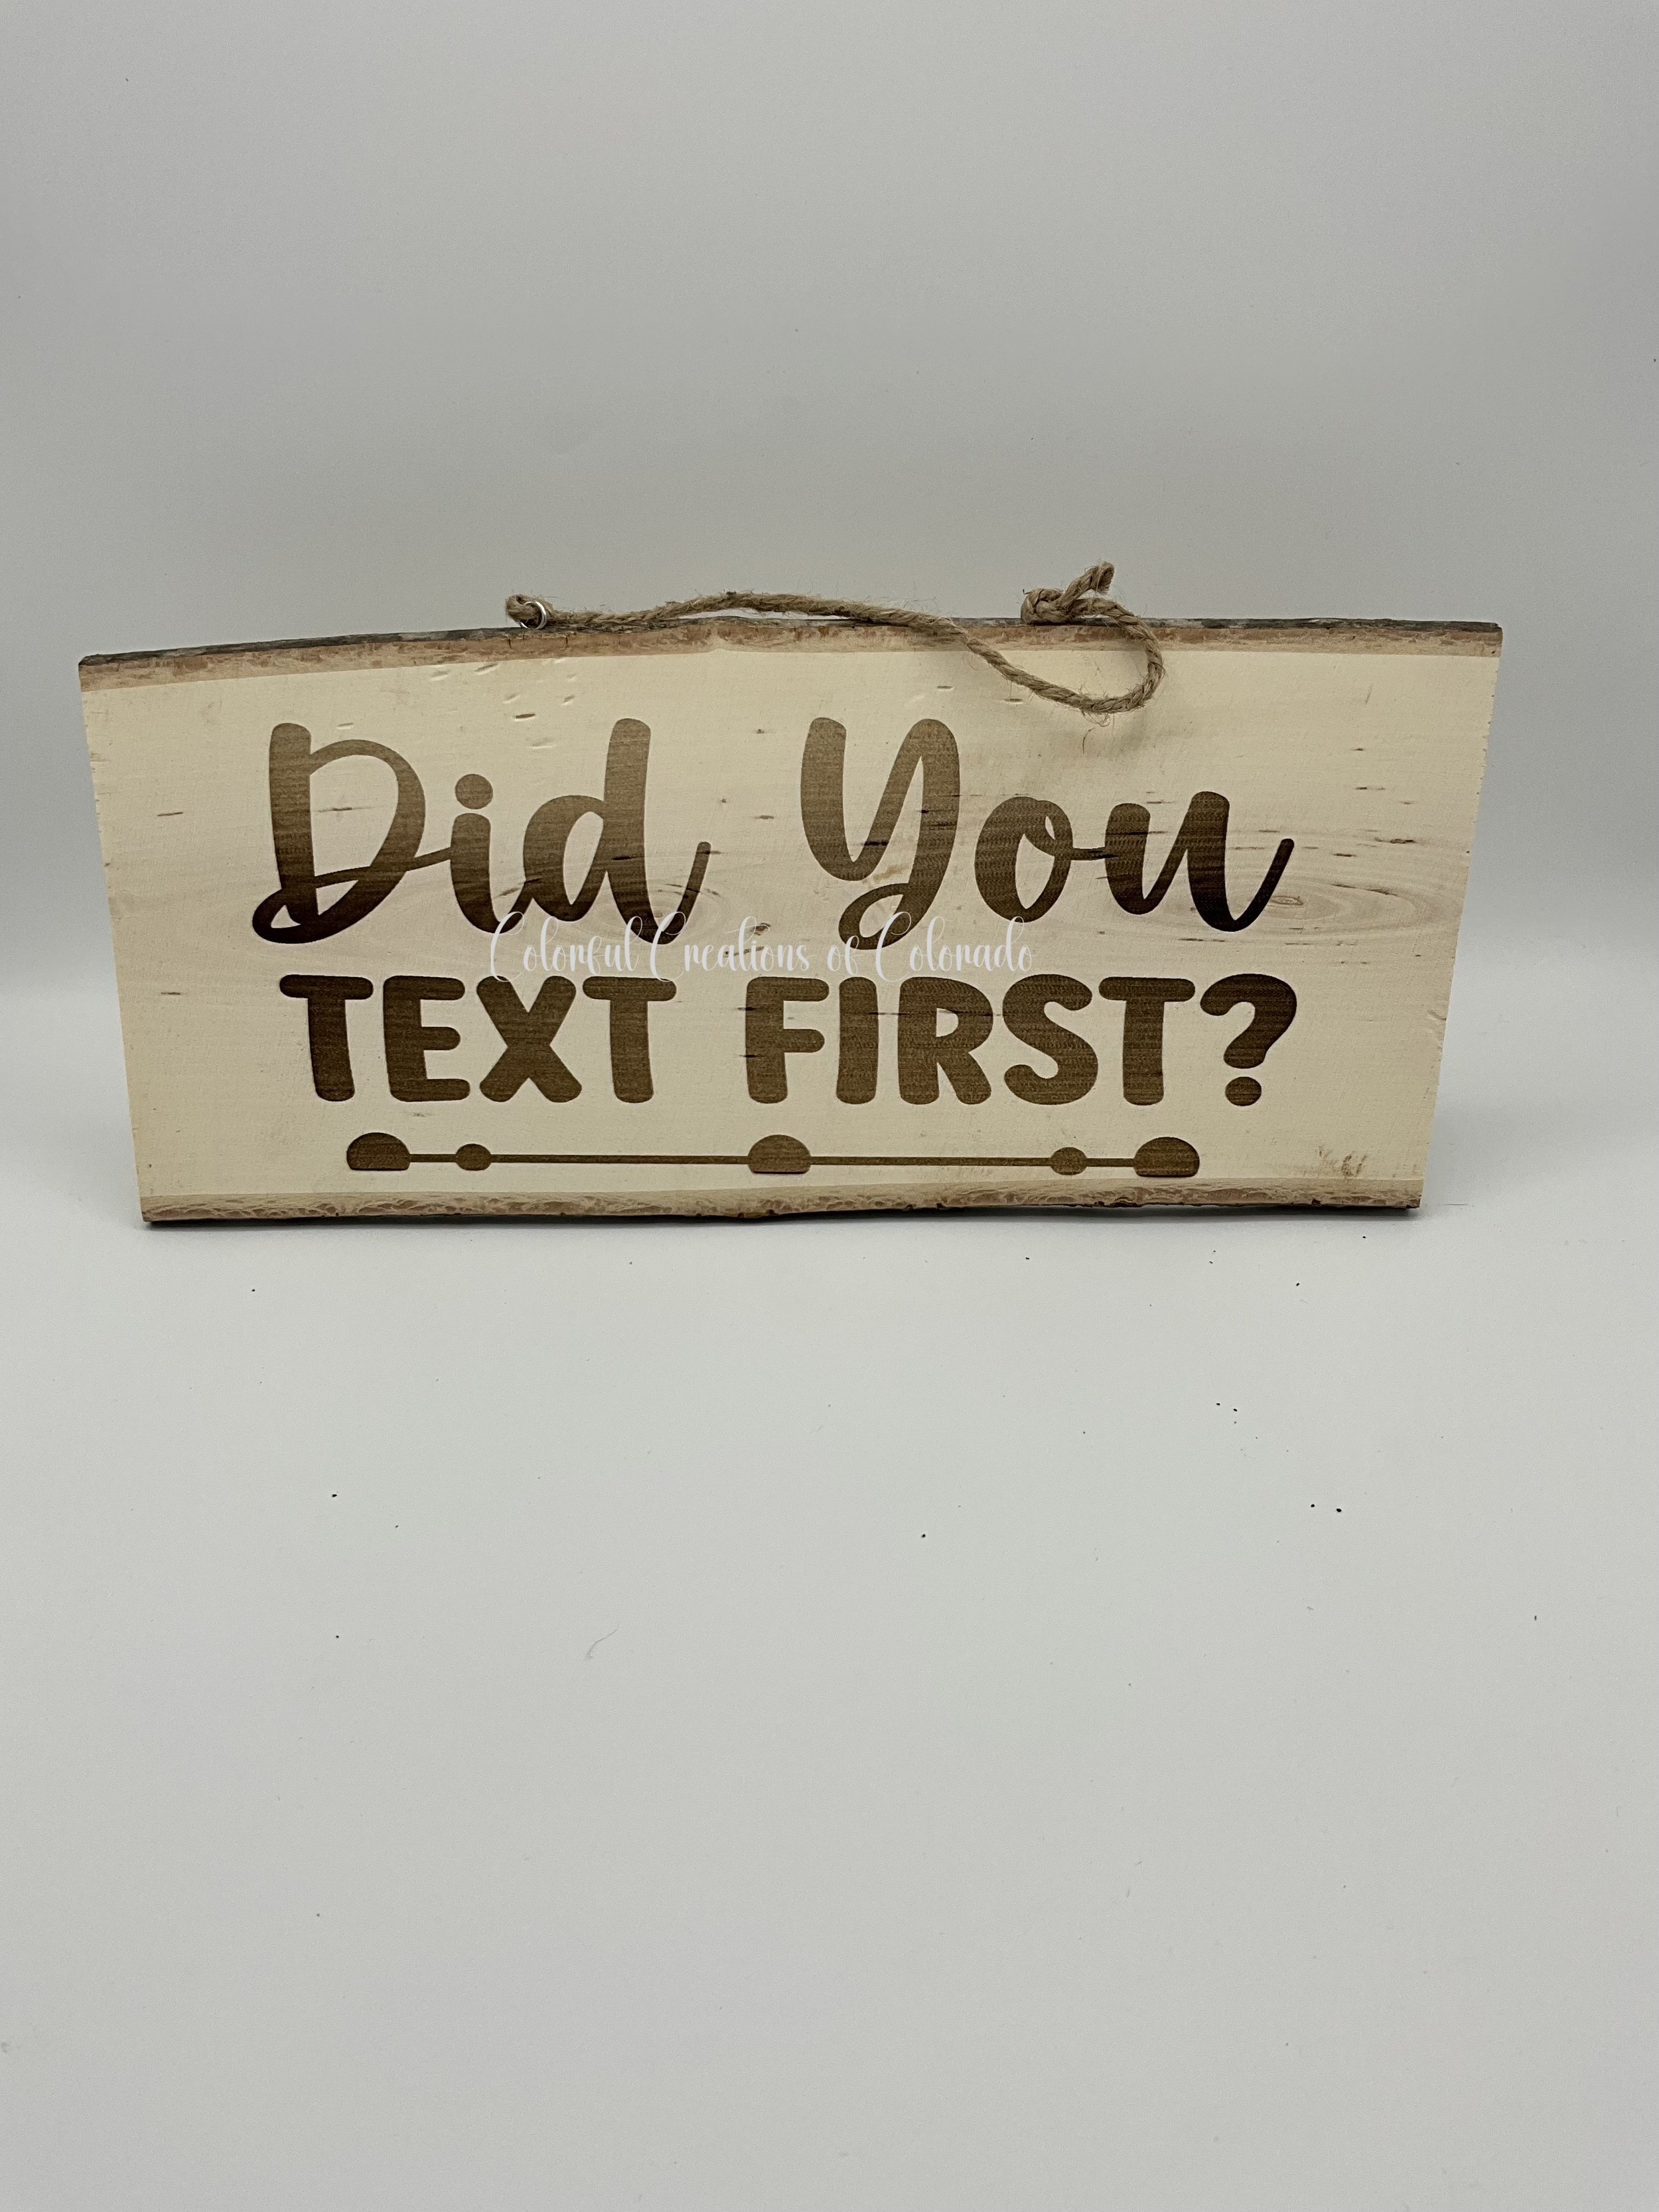 Did You
Colorful Creations of Colorado
TEXT FIRST?